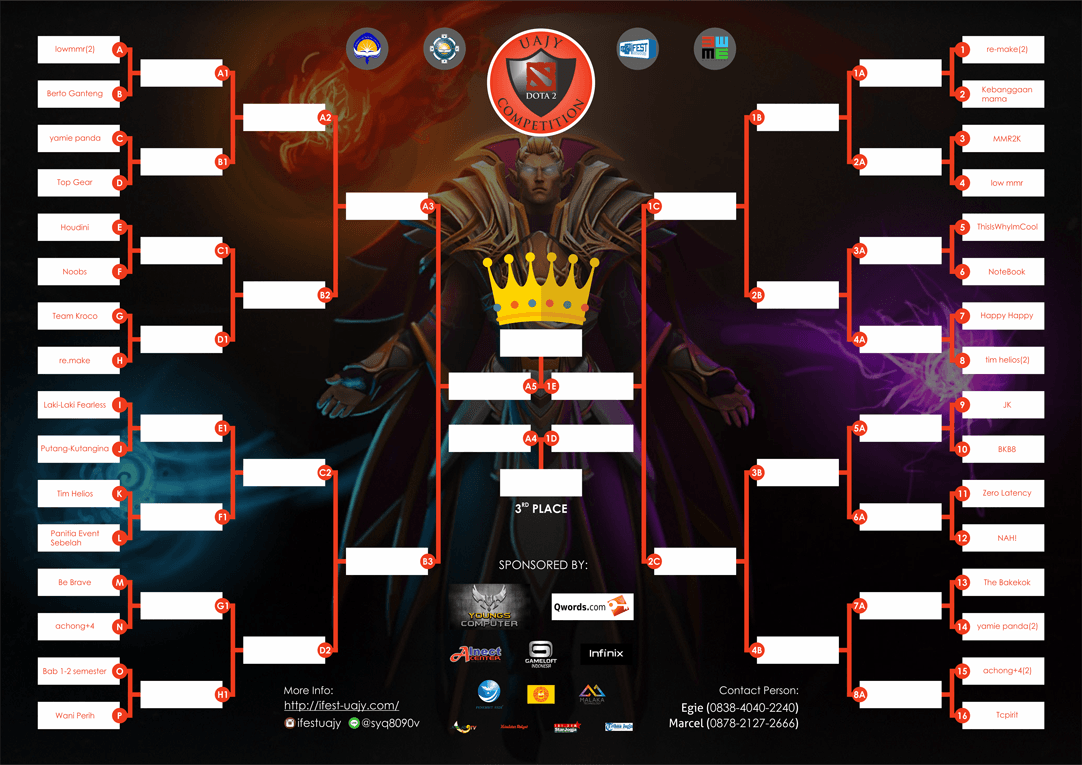 UAJY
DOTA 2
COMPETITION
lowmmr(2) A
Berto Ganteng B
A1
yamie panda C
Top Gear D
B1
A2
Houdini E
Noobs F
C1
Team Kroco G
re.make H
D1
B2
A3
Laki-Laki Fearless I
Putang-Kutangina J
E1
Tim Helios K
Panitia Event
Sebelah L
F1
C2
Be Brave M
achong+4 N
G1
Bab 1-2 semester O
Wani Perih P
H1
D2
B3
1 re-make(2)
2 Kebanggaan
mama
1A
3 MMR2K
4 low mmr
2A
1B
5 ThisIsWhyImCool
6 NoteBook
3A
7 Happy Happy
8 tim helios(2)
4A
2B
1C
9 JK
10 BKB8
5A
11 Zero Latency
12 NAH!
6A
3B
13 The Bakekok
14 yamie panda(2)
7A
15 achong+4(2)
16 Tcpirit
8A
4B
2C
A5 1E
A4 1D
3RD PLACE
SPONSORED BY:
YOUNGS
COMPUTER
Qwords.com
Alnect
GAMELOFT
INDONESIA
Infinix
MALAKA
More Info:
http://ifest-uajy.com/
ifestuajy @syq8090v
Contact Person:
Egie (0838-4040-2240)
Marcel (0878-2127-2666)